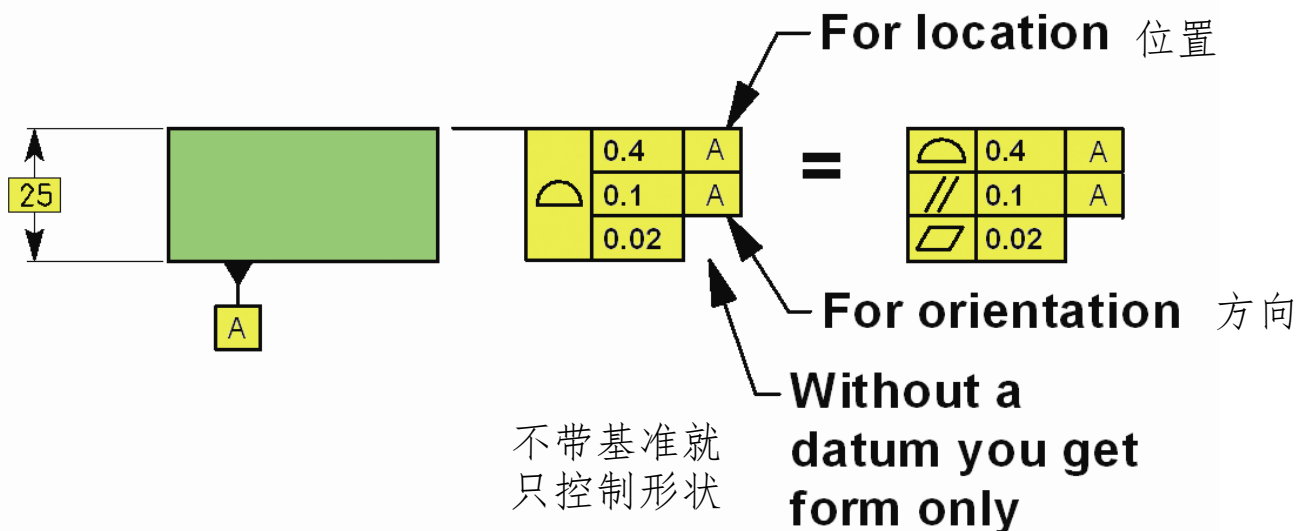 For location 位置
25
0.4 A
0.1 A
0.02
=
0.4 A
// 0.1 A
0.02
A
For orientation 方向
Without a
datum you get
form only
不带基准就
只控制形状